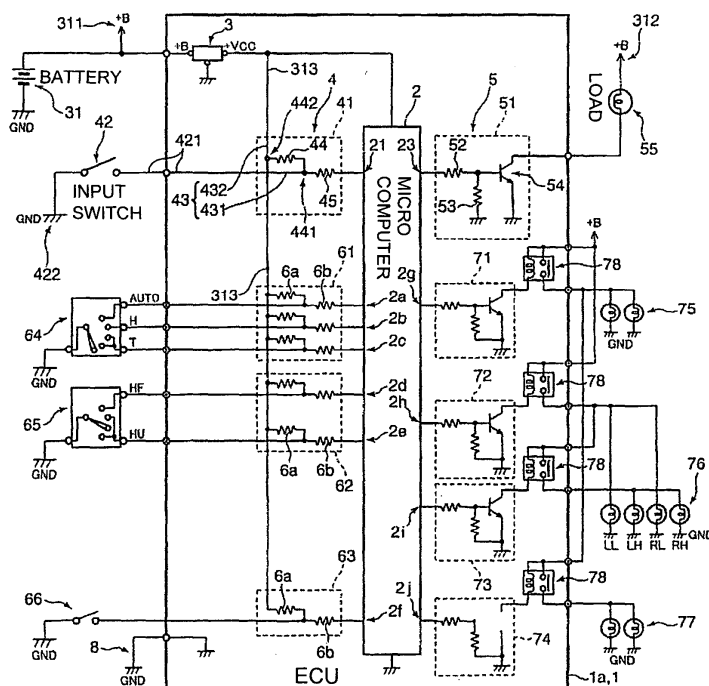 311
+B
3
+B
+VCC
312
+B
BATTERY
31
GND
313
442
4
41
2
5
51
LOAD
55
42
421
44
21
23
52
54
INPUT
SWITCH
GND
422
43
432
431
45
441
53
MICRO
COMPUTER
+B
78
313
6a
6b
61
2g
71
64
AUTO
H
T
GND
2a
2b
2c
75
GND
65
HF
HU
GND
2d
2h
2e
72
78
6a
6b
62
78
76
LL
LH
RL
RH
GND
2i
73
66
GND
6a
63
2j
2f
6b
78
74
77
GND
8
GND
ECU
1a,1